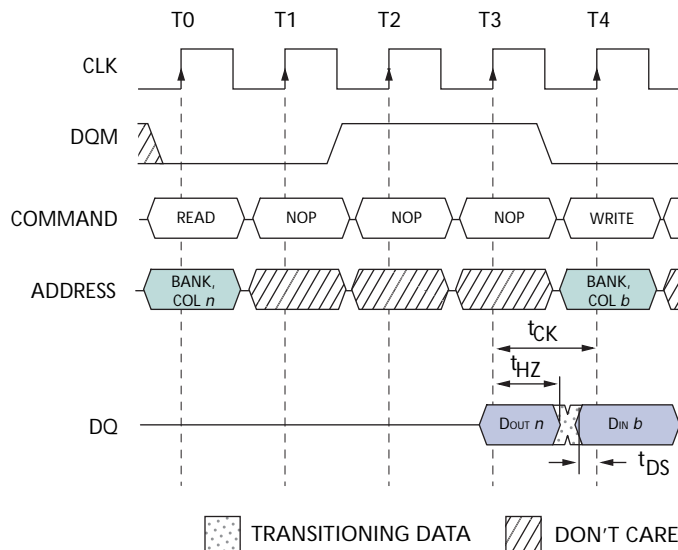 T0 T1 T2 T3 T4
CLK
DQM
COMMAND READ NOP NOP NOP WRITE
ADDRESS BANK, COL n BANK, COL b
tCK
tHZ
DQ DOUT n DIN b
tDS
TRANSITIONING DATA DON'T CARE